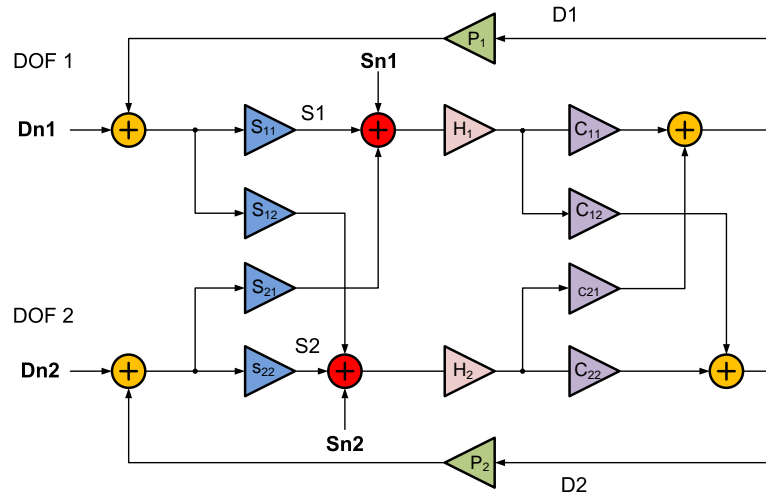 D1
P₁
DOF 1
Sn1
Dn1
S₁₁
S1
H₁
C₁₁
S₁₂
C₁₂
S₂₁
C21
DOF 2
S2
Dn2
s₂₂
H₂
C₂₂
Sn2
P₂
D2